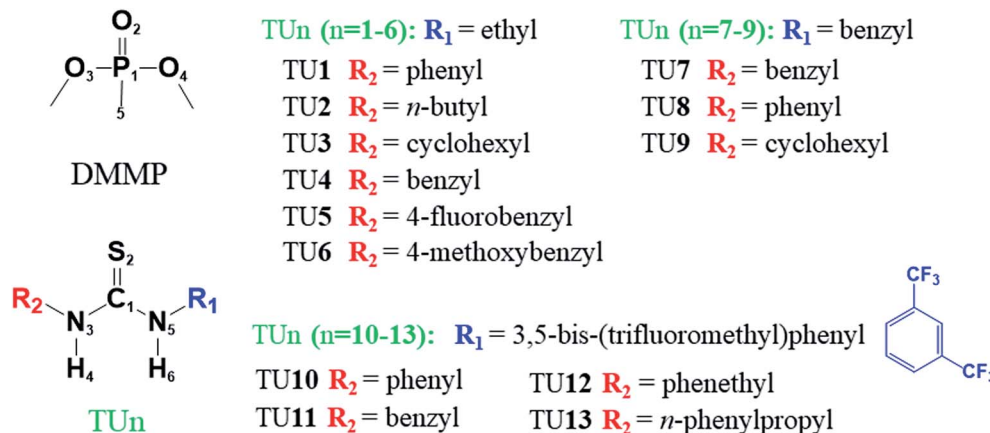 O₂
O₃ P₁ O₄
5
DMMP
S₂
R₂ C₁ R₁
N₃ N₅
H₄ H₆
TUn
TUn (n=1-6): R₁ = ethyl
TU1 R₂ = phenyl
TU2 R₂ = n-butyl
TU3 R₂ = cyclohexyl
TU4 R₂ = benzyl
TU5 R₂ = 4-fluorobenzyl
TU6 R₂ = 4-methoxybenzyl
TUn (n=7-9): R₁ = benzyl
TU7 R₂ = benzyl
TU8 R₂ = phenyl
TU9 R₂ = cyclohexyl
TUn (n=10-13): R₁ = 3,5-bis-(trifluoromethyl)phenyl
TU10 R₂ = phenyl
TU11 R₂ = benzyl
TU12 R₂ = phenethyl
TU13 R₂ = n-phenylpropyl
CF₃
CF₃